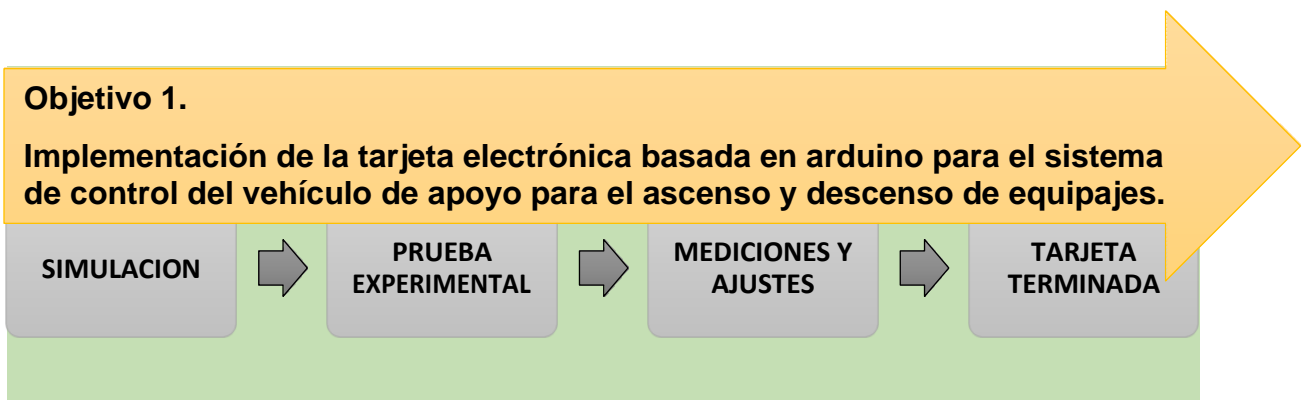 Objetivo 1.
Implementación de la tarjeta electrónica basada en arduino para el sistema
de control del vehículo de apoyo para el ascenso y descenso de equipajes.
SIMULACION
PRUEBA
EXPERIMENTAL
MEDICIONES Y
AJUSTES
TARJETA
TERMINADA